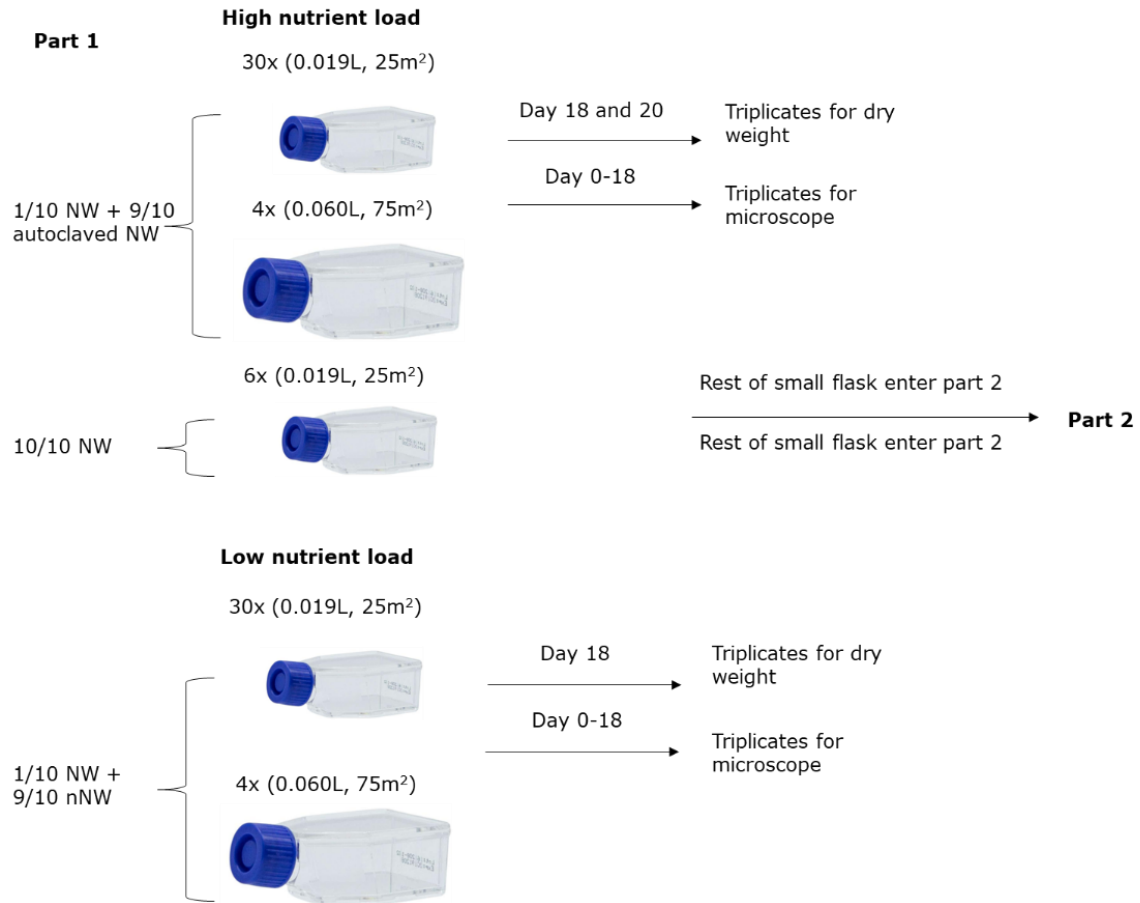 Part 1
High nutrient load
30x (0.019L, 25m²)
Day 18 and 20
Triplicates for dry
weight
1/10 NW + 9/10
autoclaved NW
4x (0.060L, 75m²)
Day 0-18
Triplicates for
microscope
6x (0.019L, 25m²)
10/10 NW
Rest of small flask enter part 2
Rest of small flask enter part 2
Part 2
Low nutrient load
30x (0.019L, 25m²)
Day 18
Triplicates for dry
weight
Day 0-18
Triplicates for
microscope
1/10 NW +
9/10 nNW
4x (0.060L, 75m²)